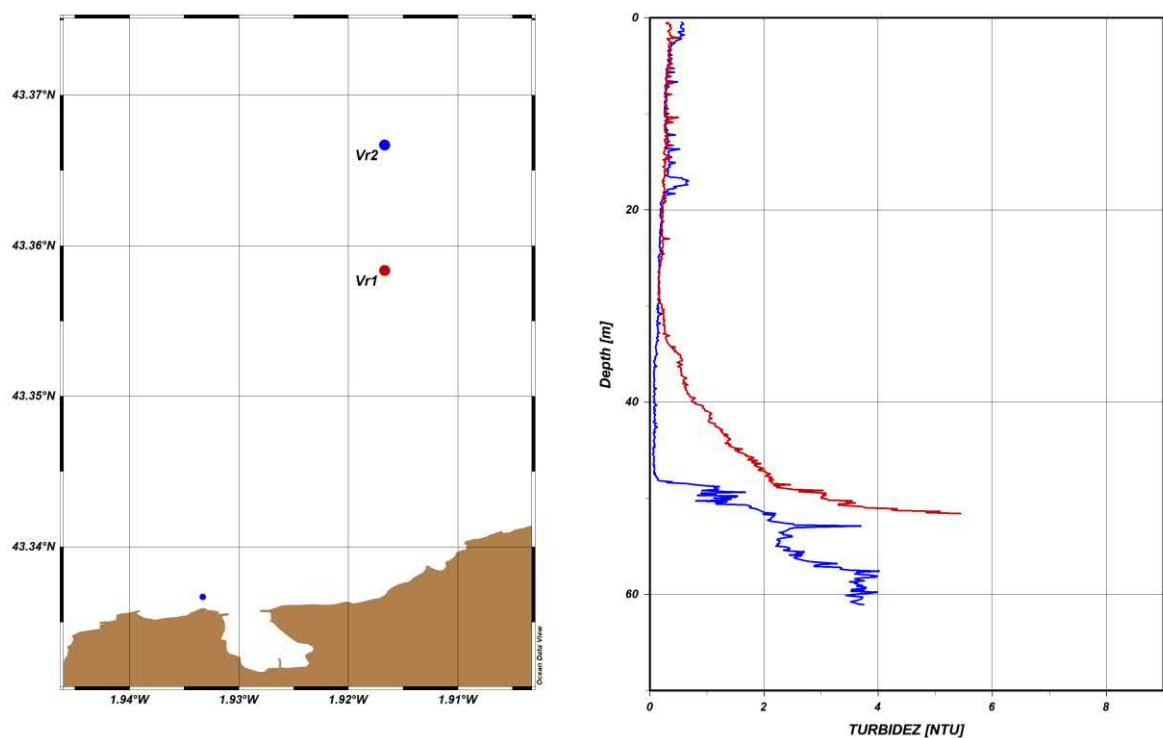 43.37°N
43.36°N
43.35°N
43.34°N
Vr2
Vr1
1.94°W
1.93°W
1.92°W
1.91°W
Ocean Data View
0
20
40
60
Depth [m]
0
2
4
6
8
TURBIDEZ [NTU]